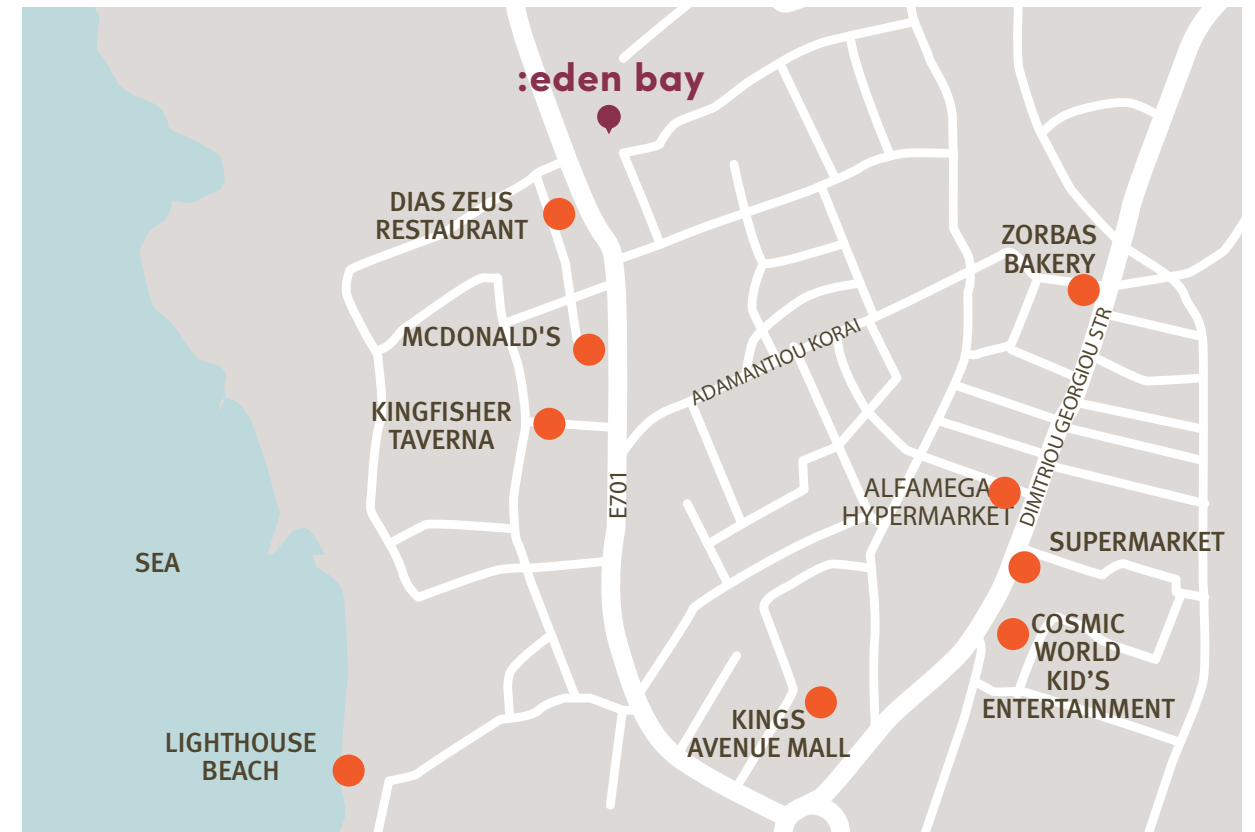 :eden bay
DIAS ZEUS
RESTAURANT
ZORBAS
BAKERY
MCDONALD'S
ADAMANTIOU KORAI
DIMITRIOU GEORGIOU STR
KINGFISHER
TAVERNA
E701
ALFAMEGA
HYPERMARKET
SUPERMARKET
SEA
COSMIC
WORLD
KID’S
ENTERTAINMENT
KINGS
AVENUE MALL
LIGHTHOUSE
BEACH